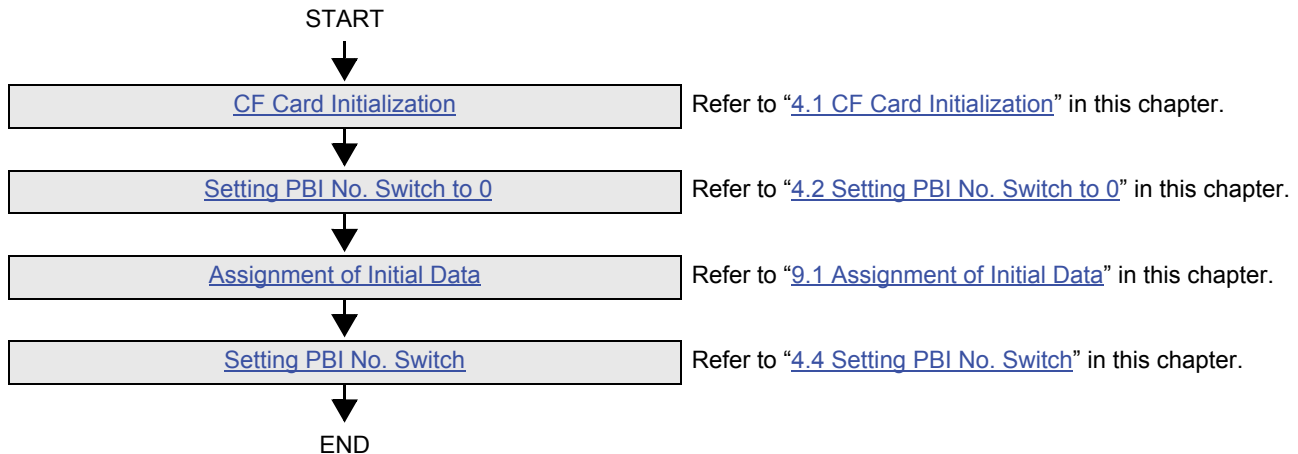 START
CF Card Initialization Refer to “4.1 CF Card Initialization” in this chapter.
Setting PBI No. Switch to 0 Refer to “4.2 Setting PBI No. Switch to 0” in this chapter.
Assignment of Initial Data Refer to “9.1 Assignment of Initial Data” in this chapter.
Setting PBI No. Switch Refer to “4.4 Setting PBI No. Switch” in this chapter.
END